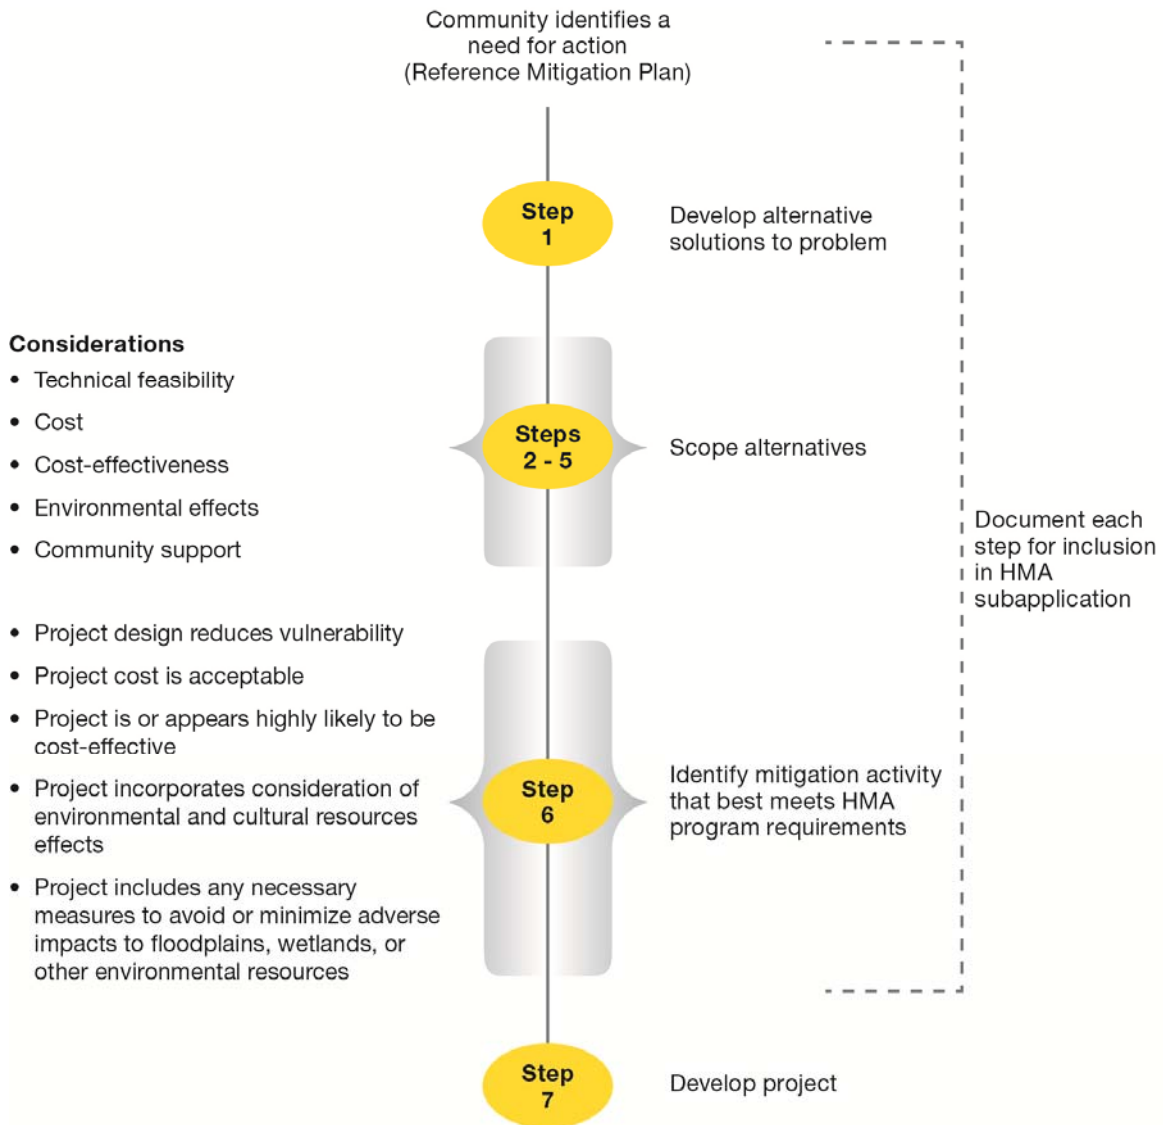 Community identifies a
need for action
(Reference Mitigation Plan)
Step
1
Develop alternative
solutions to problem
Considerations
• Technical feasibility
• Cost
• Cost-effectiveness
• Environmental effects
• Community support
Steps
2 - 5
Scope alternatives
Document each
step for inclusion
in HMA
subapplication
• Project design reduces vulnerability
• Project cost is acceptable
• Project is or appears highly likely to be
cost-effective
• Project incorporates consideration of
environmental and cultural resources
effects
• Project includes any necessary
measures to avoid or minimize adverse
impacts to floodplains, wetlands, or
other environmental resources
Step
6
Identify mitigation activity
that best meets HMA
program requirements
Step
7
Develop project